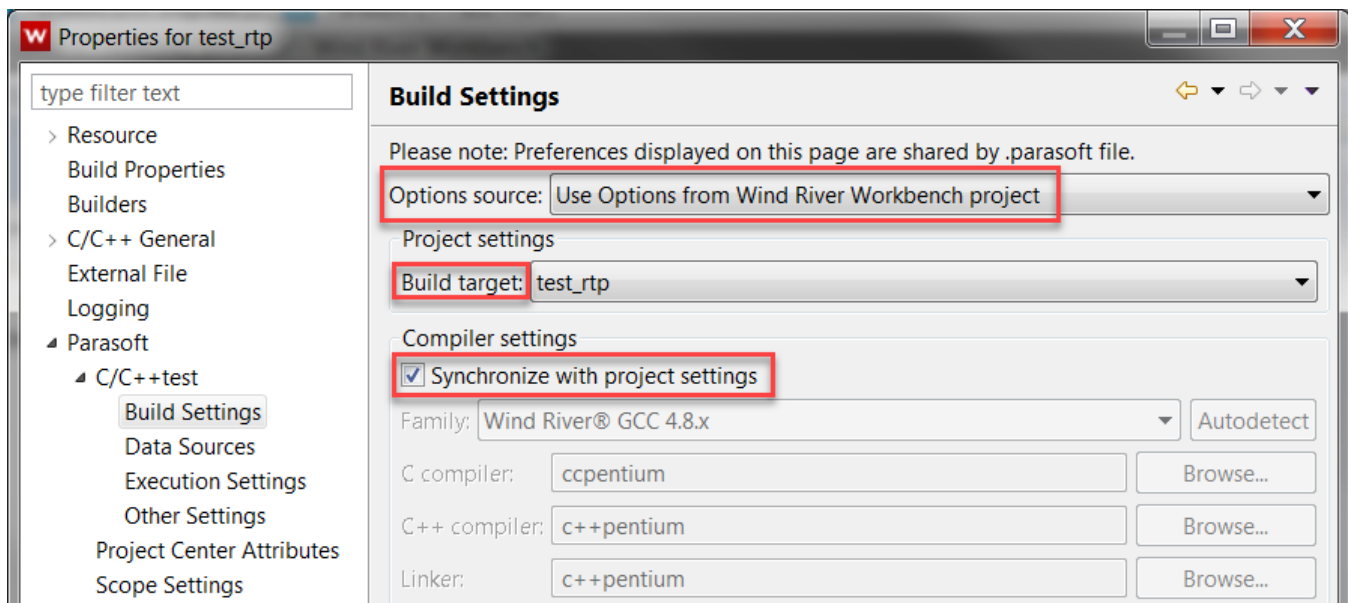 Properties for test_rtp
type filter text
Resource
Build Properties
Builders
C/C++ General
External File
Logging
Parasoft
C/C++test
Build Settings
Data Sources
Execution Settings
Other Settings
Project Center Attributes
Scope Settings
Build Settings
Please note: Preferences displayed on this page are shared by .parasoft file.
Options source: Use Options from Wind River Workbench project
Project settings
Build target: test_rtp
Compiler settings
Synchronize with project settings
Family: Wind River® GCC 4.8.x Autodetect
C compiler: ccpentium Browse...
C++ compiler: c++pentium Browse...
Linker: c++pentium Browse...